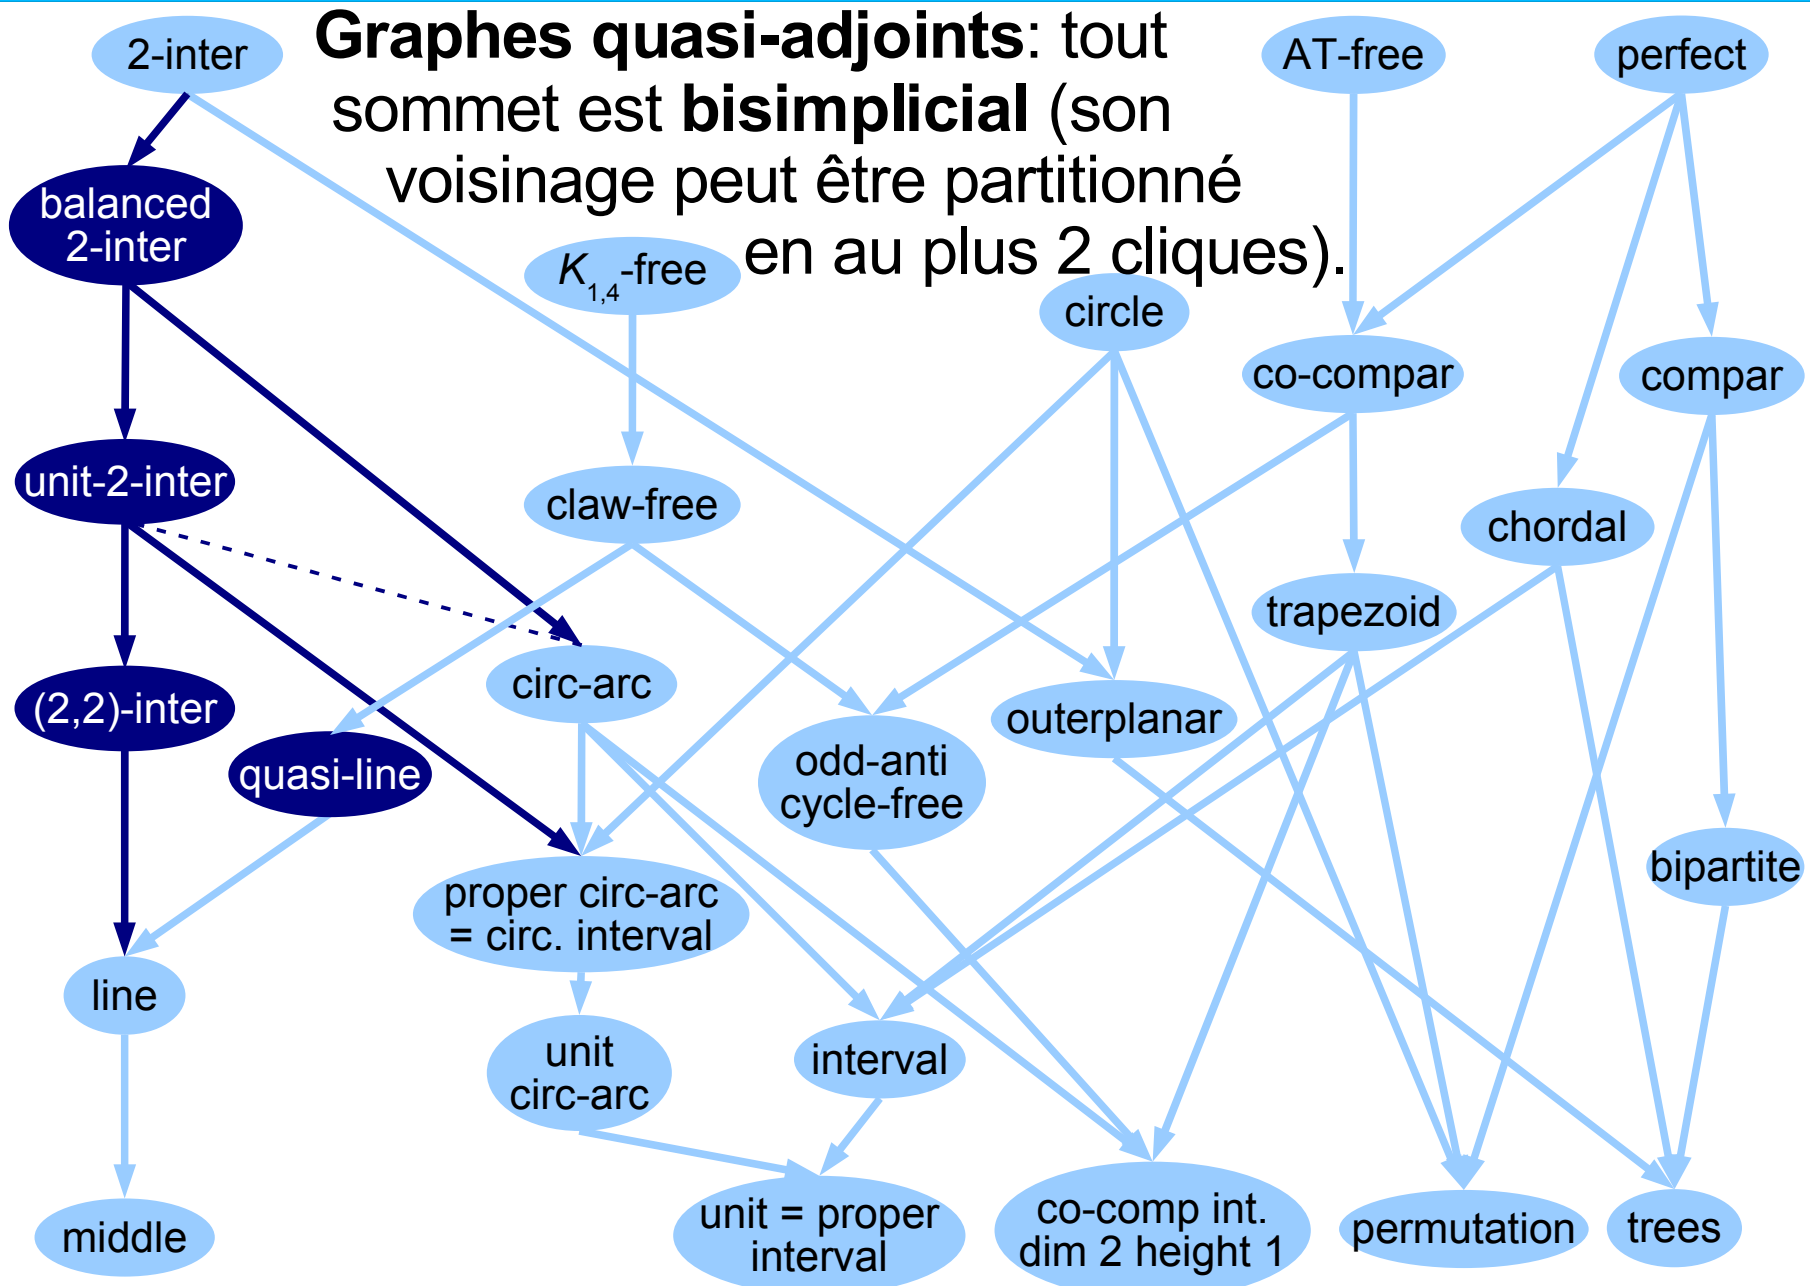 Graphes quasi-adjoints: tout
sommet est bisimplicial (son
voisinage peut être partitionné
en au plus 2 cliques).
2-inter
AT-free
perfect
balanced
2-inter
K1,4-free
circle
co-compar
compar
unit-2-inter
claw-free
chordal
trapezoid
(2,2)-inter
circ-arc
outerplanar
quasi-line
odd-anti
cycle-free
bipartite
proper circ-arc
= circ. interval
line
unit
circ-arc
interval
middle
unit = proper
interval
co-comp int.
dim 2 height 1
permutation
trees